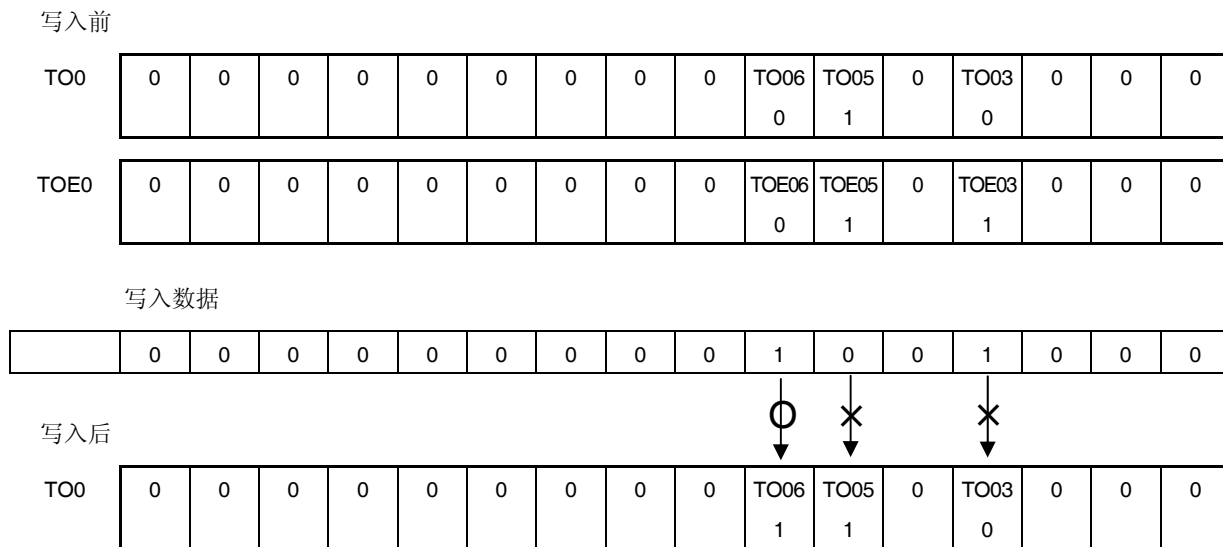 写入前
TO0 0 0 0 0 0 0 0 0 0 TO06 TO05 0 TO03 0 0 0
0 1 0
TOE0 0 0 0 0 0 0 0 0 0 TOE06 TOE05 0 TOE03 0 0 0
0 1 1
写入数据
0 0 0 0 0 0 0 0 0 1 0 0 1 0 0 0
O × ×
写入后
TO0 0 0 0 0 0 0 0 0 0 TO06 TO05 0 TO03 0 0 0
1 1 0